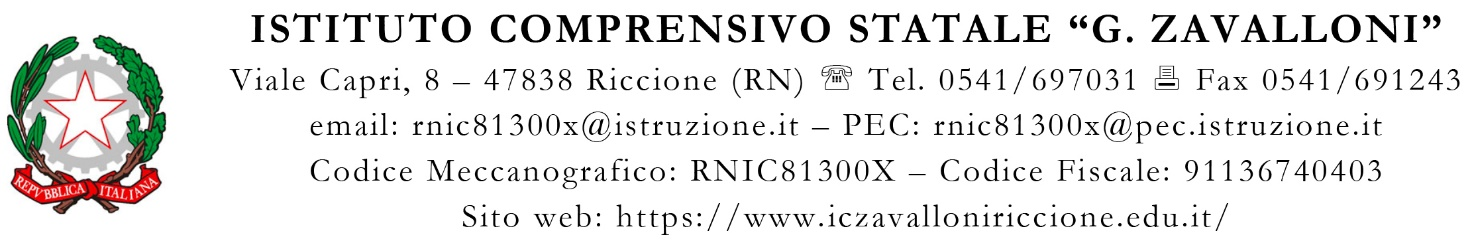 ISTITUTO COMPRENSIVO STATALE “G. ZAVALLONI”
Viale Capri, 8 – 47838 Riccione (RN) ☏ Tel. 0541/697031 🖶 Fax 0541/691243
email: rnic81300x@istruzione.it – PEC: rnic81300x@pec.istruzione.it
Codice Meccanografico: RNIC81300X – Codice Fiscale: 91136740403
Sito web: https://www.iczavalloniriccione.edu.it/
REPVBBLICA ITALIANA